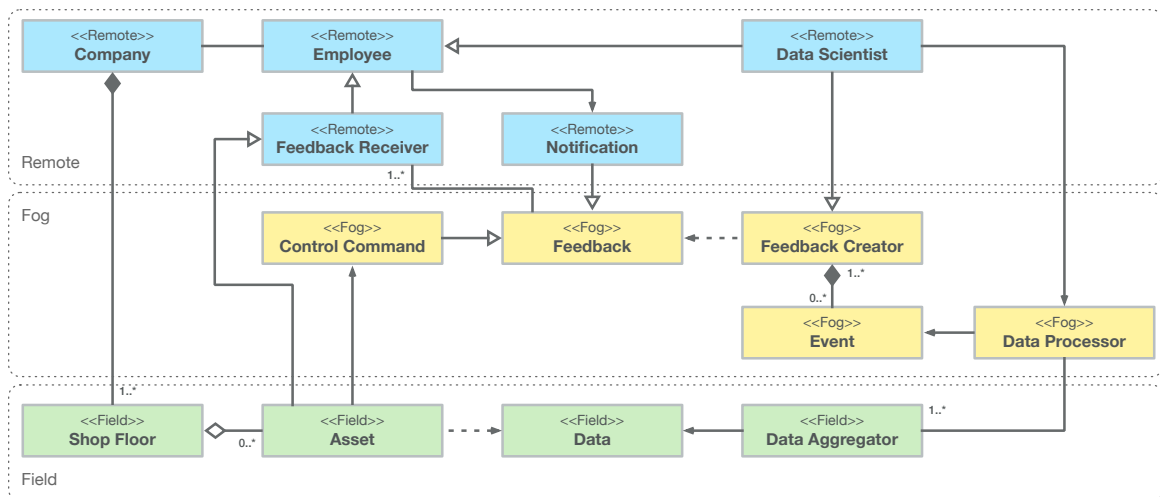 <<Remote>>
Company
<<Remote>>
Employee
<<Remote>>
Data Scientist
<<Remote>>
Feedback Receiver
<<Remote>>
Notification
Remote
1..*
Fog
<<Fog>>
Control Command
<<Fog>>
Feedback
<<Fog>>
Feedback Creator
1..*
0..*
<<Fog>>
Event
<<Fog>>
Data Processor
1..*
<<Field>>
Shop Floor
0..*
<<Field>>
Asset
<<Field>>
Data
<<Field>>
Data Aggregator
1..*
Field